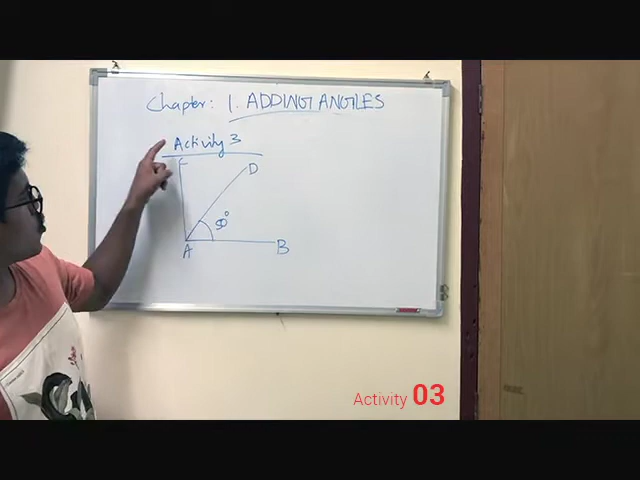 Chapter: 1. ADDING ANGLES
Activity 3
D
50°
A
B
Activity 03